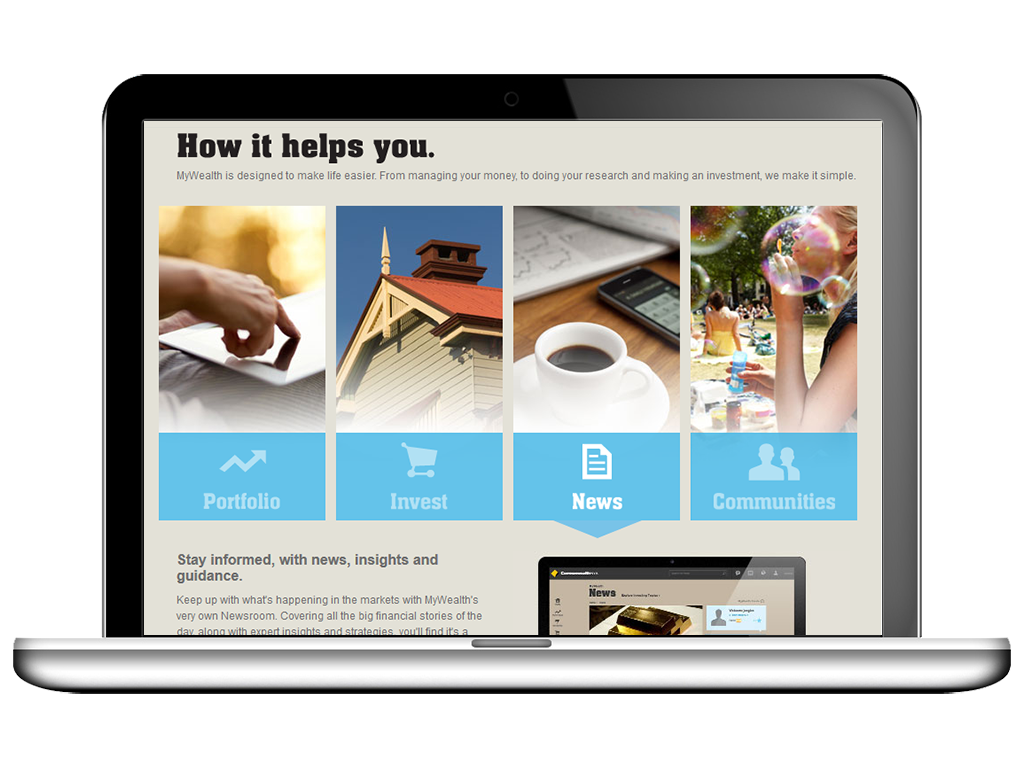 How it helps you.
MyWealth is designed to make life easier. From managing your money, to doing your research and making an investment, we make it simple.
Portfolio
Invest
News
Communities
Stay informed, with news, insights and
guidance.
Keep up with what's happening in the markets with MyWealth's
very own Newsroom. Covering all the big financial stories of the
day, along with expert insights and strategies, you'll find it's a
CommonwealthBank
News